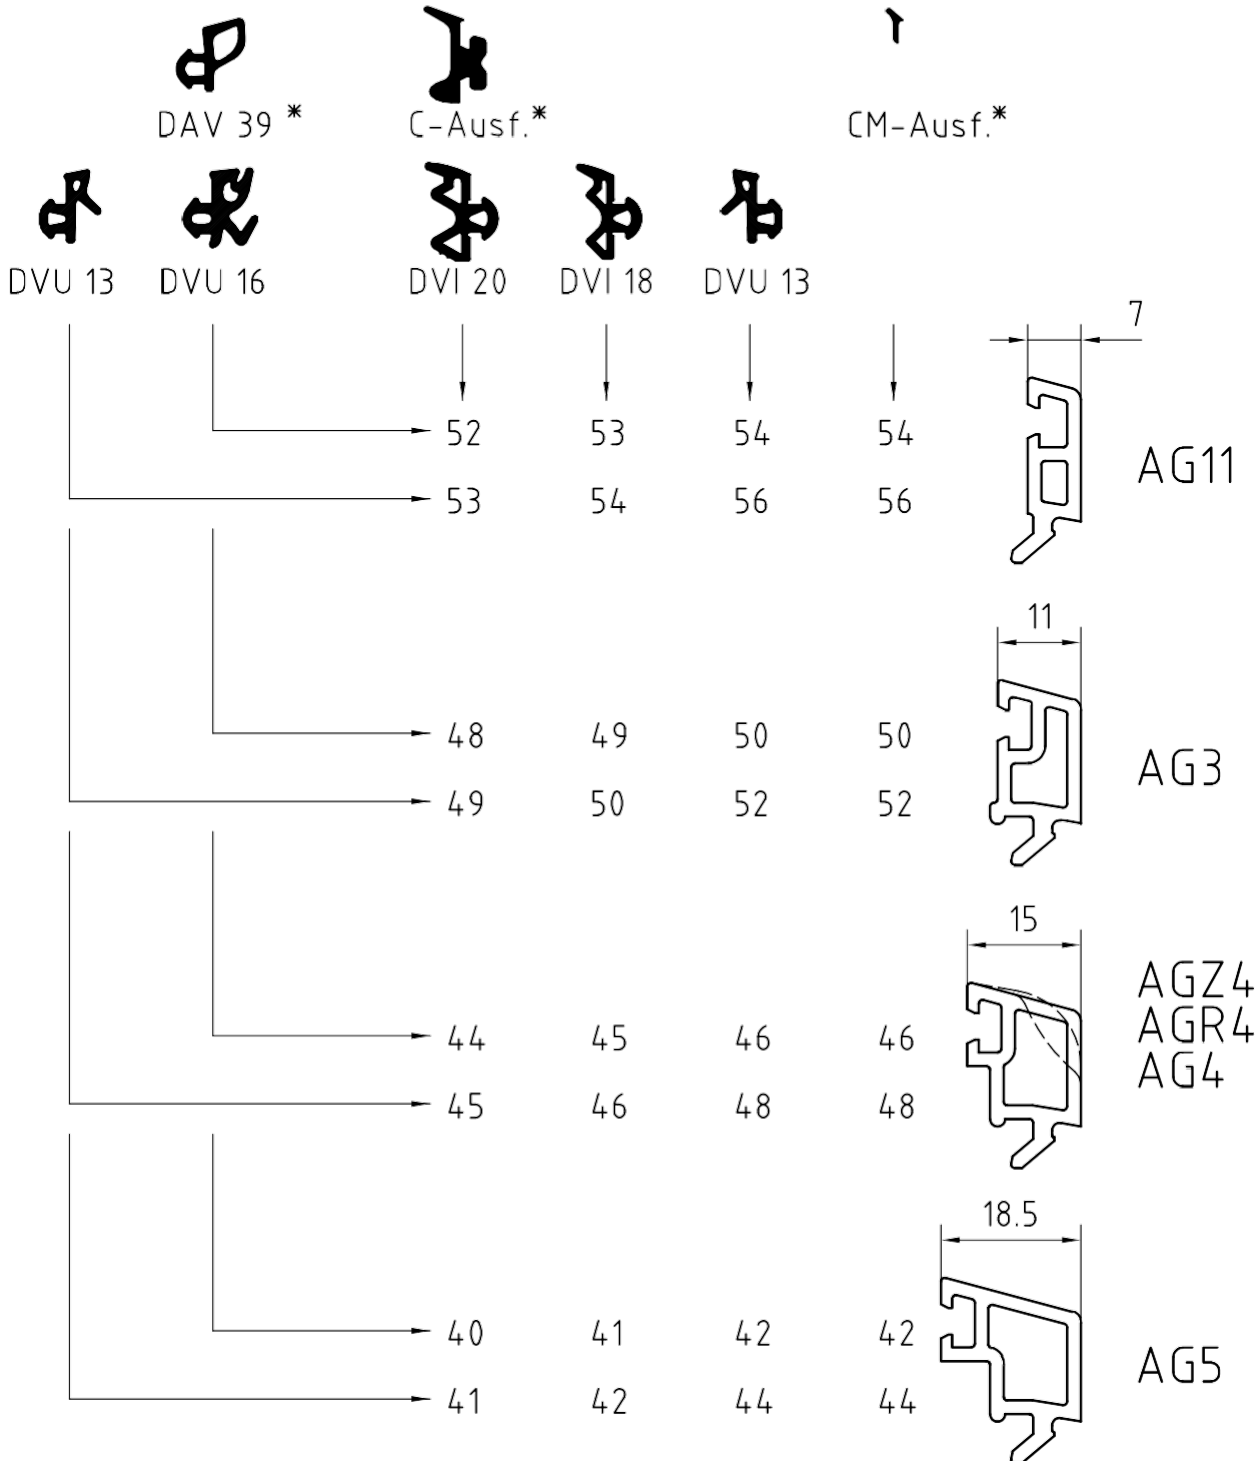 DAV 39 * C-Ausf.* CM-Ausf.*
DVU 13 DVU 16 DVI 20 DVI 18 DVU 13
7
52 53 54 54
AG11
53 54 56 56
11
48 49 50 50
AG3
49 50 52 52
15
AGZ4
AGR4
44 45 46 46
AG4
45 46 48 48
18.5
40 41 42 42
AG5
41 42 44 44